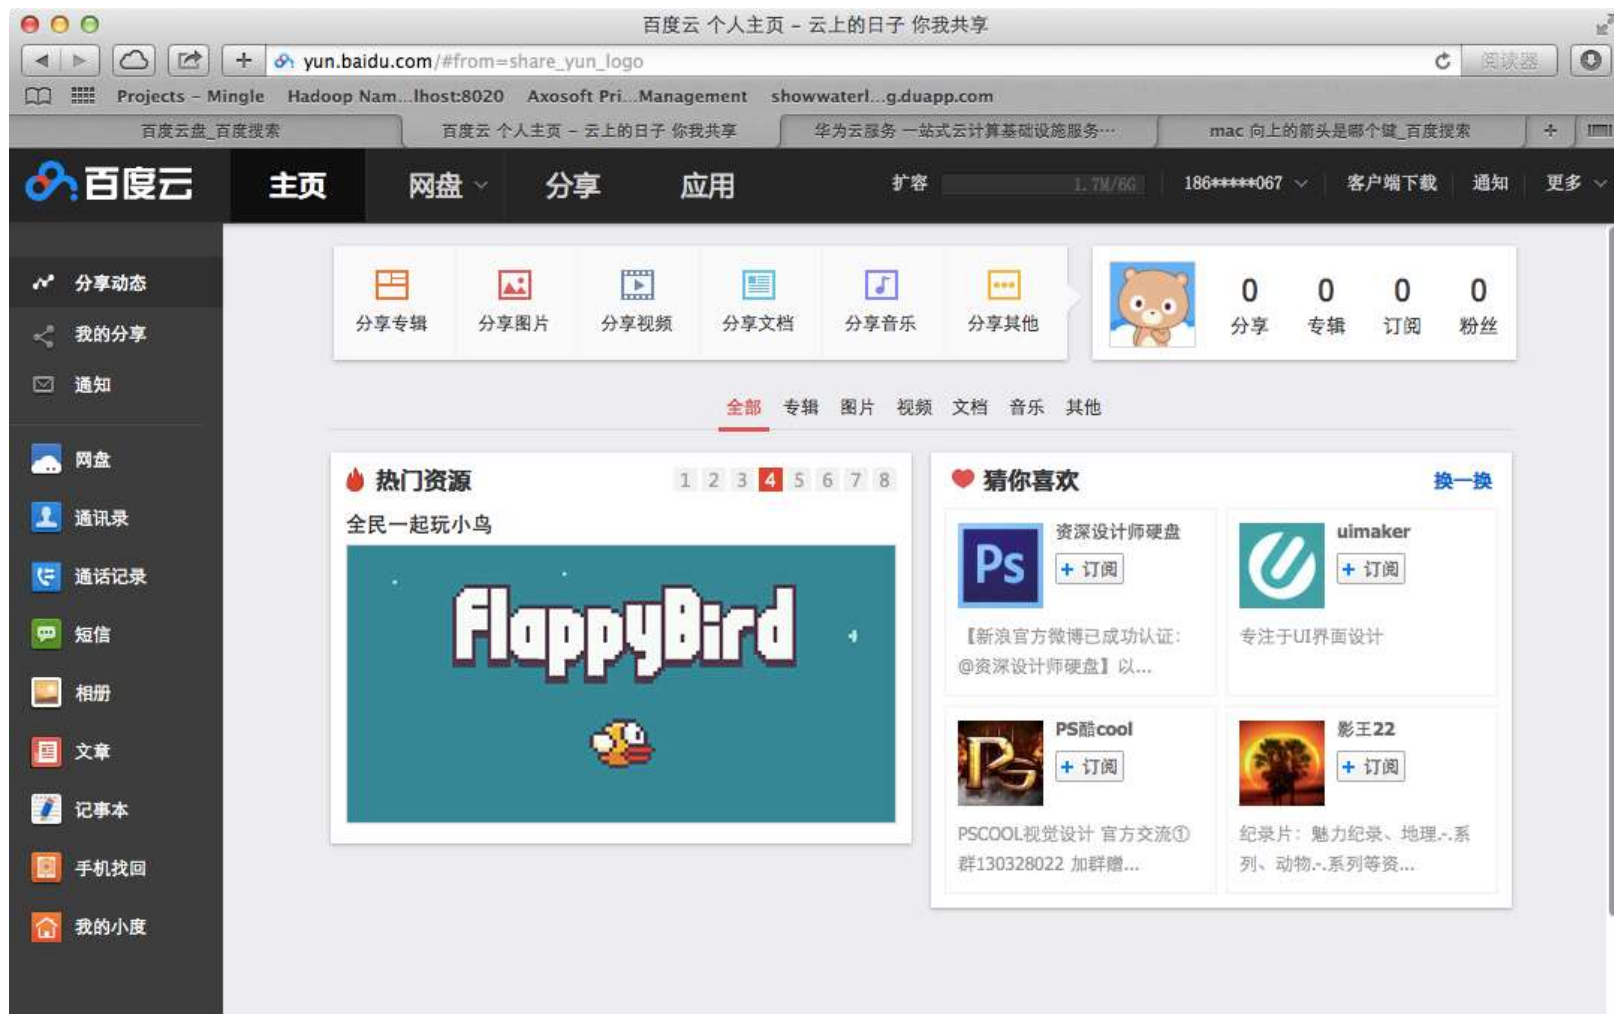 百度云 个人主页 – 云上的日子 你我共享
yun.baidu.com/#from=share_yun_logo
阅读器
Projects – Mingle Hadoop Nam...lhost:8020 Axosoft Pri...Management showwaterl...g.duapp.com
百度云盘_百度搜索 百度云 个人主页 – 云上的日子 你我共享 华为云服务 一站式云计算基础设施服务… mac 向上的箭头是哪个键_百度搜索
百度云 主页 网盘 分享 应用 扩容 1.7M/6G 186*****067 客户端下载 通知 更多
分享动态
我的分享
通知
网盘
通讯录
通话记录
短信
相册
文章
记事本
手机找回
我的小度
分享专辑 分享图片 分享视频 分享文档 分享音乐 分享其他
0 0 0 0
分享 专辑 订阅 粉丝
全部 专辑 图片 视频 文档 音乐 其他
热门资源 1 2 3 4 5 6 7 8
全民一起玩小鸟
FlappyBird
猜你喜欢 换一换
Ps
资深设计师硬盘
+ 订阅
【新浪官方微博已成功认证：
@资深设计师硬盘】以...
uimaker
+ 订阅
专注于UI界面设计
PS
PS酷cool
+ 订阅
PSCOOL视觉设计 官方交流①
群130328022 加群赠...
影王22
+ 订阅
纪录片：魅力纪录、地理.-.系
列、动物.-.系列等资...